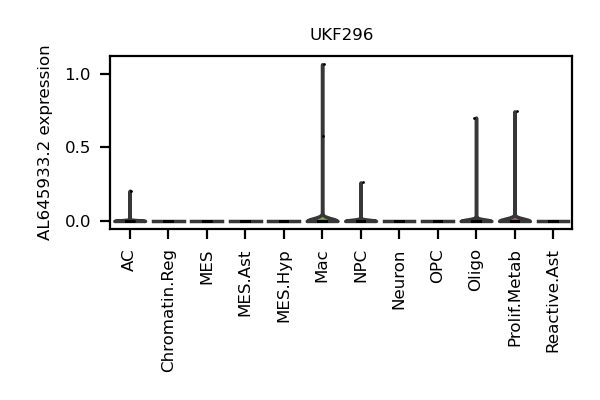 UKF296
AL645933.2 expression
1.0
0.5
0.0
AC
Chromatin.Reg
MES
MES.Ast
MES.Hyp
Mac
NPC
Neuron
OPC
Oligo
Prolif.Metab
Reactive.Ast